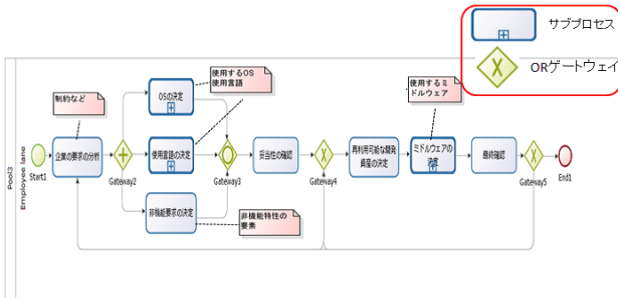 サブプロセス
ORゲートウェイ
使用するOS
使用言語
使用するミ
ドルウェア
制約など
OSの決定
Pool3
Employee lane
Start1
企業の要求の分析
Gateway2
使用言語の決定
Gateway3
妥当性の確認
Gateway4
再利用可能な開発
資産の決定
ミドルウェアの
決定
最終確認
Gateway5
End1
非機能要求の決定
非機能特性の
要素